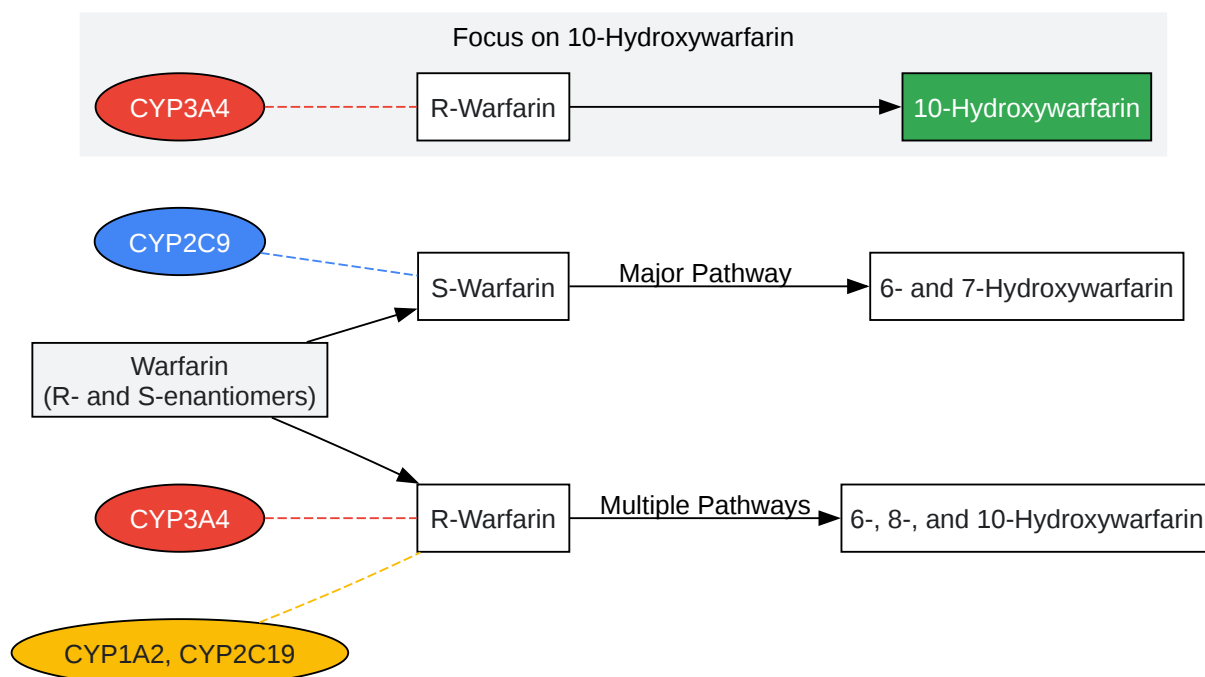 Focus on 10-Hydroxywarfarin
CYP3A4
R-Warfarin
10-Hydroxywarfarin
CYP2C9
S-Warfarin
Major Pathway
6- and 7-Hydroxywarfarin
Warfarin
(R- and S-enantiomers)
CYP3A4
R-Warfarin
Multiple Pathways
6-, 8-, and 10-Hydroxywarfarin
CYP1A2, CYP2C19